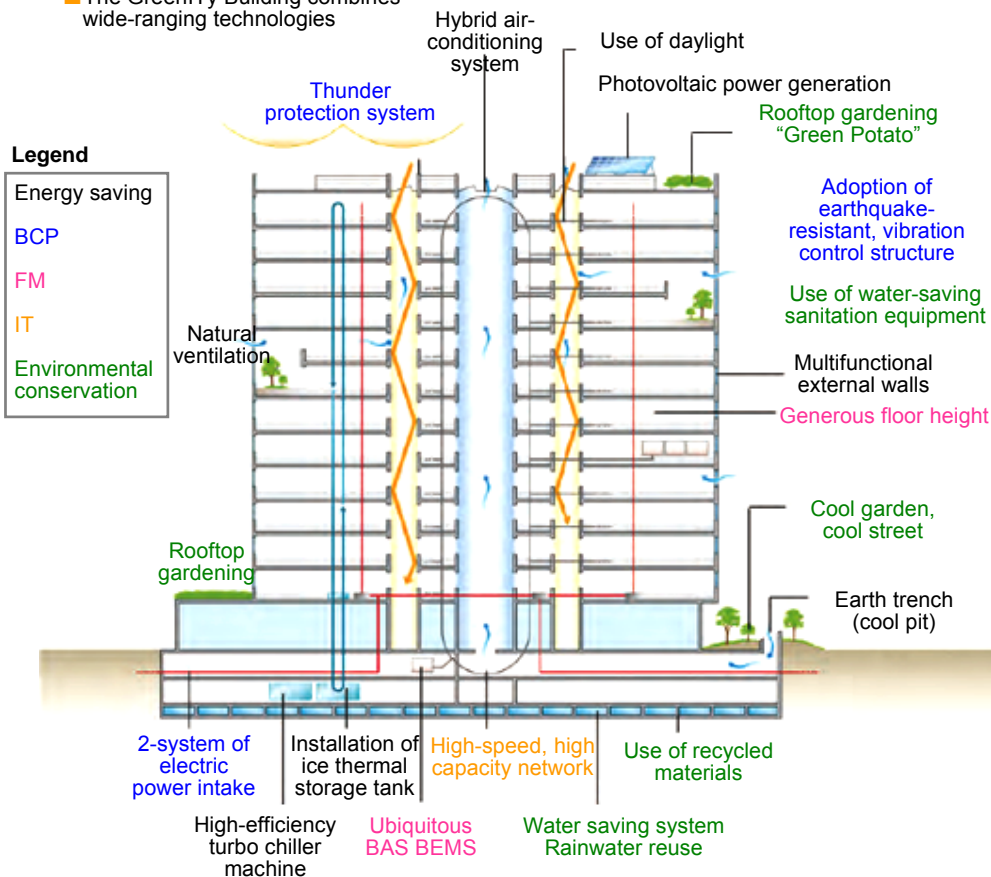 The GreenITy Building combines
wide-ranging technologies
Hybrid air-
conditioning
system
Use of daylight
Photovoltaic power generation
Thunder
protection system
Rooftop gardening
“Green Potato”
Legend
Energy saving
BCP
FM
IT
Environmental
conservation
Adoption of
earthquake-
resistant, vibration
control structure
Use of water-saving
sanitation equipment
Natural
ventilation
Multifunctional
external walls
Generous floor height
Cool garden,
cool street
Rooftop
gardening
Earth trench
(cool pit)
2-system of
electric
power intake
Installation of
ice thermal
storage tank
High-speed, high
capacity network
Use of recycled
materials
High-efficiency
turbo chiller
machine
Ubiquitous
BAS BEMS
Water saving system
Rainwater reuse